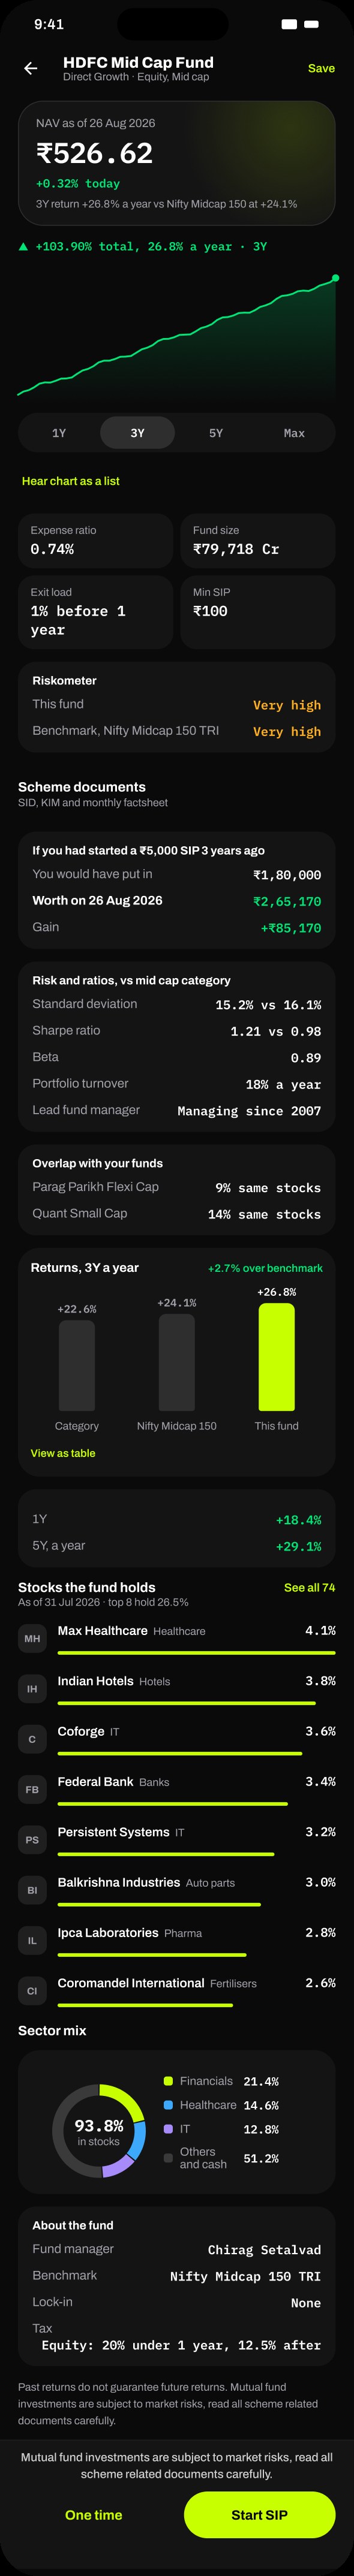 9:41
HDFC Mid Cap Fund
Direct Growth · Equity, Mid cap
Save
NAV as of 26 Aug 2026
₹526.62
+0.32% today
3Y return +26.8% a year vs Nifty Midcap 150 at +24.1%
▲ +103.90% total, 26.8% a year · 3Y
1Y 3Y 5Y Max
Hear chart as a list
Expense ratio
0.74%
Fund size
₹79,718 Cr
Exit load
1% before 1
year
Min SIP
₹100
Riskometer
This fund Very high
Benchmark, Nifty Midcap 150 TRI Very high
Scheme documents
SID, KIM and monthly factsheet
If you had started a ₹5,000 SIP 3 years ago
You would have put in ₹1,80,000
Worth on 26 Aug 2026 ₹2,65,170
Gain +₹85,170
Risk and ratios, vs mid cap category
Standard deviation 15.2% vs 16.1%
Sharpe ratio 1.21 vs 0.98
Beta 0.89
Portfolio turnover 18% a year
Lead fund manager Managing since 2007
Overlap with your funds
Parag Parikh Flexi Cap 9% same stocks
Quant Small Cap 14% same stocks
Returns, 3Y a year +2.7% over benchmark
+22.6% +24.1% +26.8%
Category Nifty Midcap 150 This fund
View as table
1Y +18.4%
5Y, a year +29.1%
Stocks the fund holds See all 74
As of 31 Jul 2026 · top 8 hold 26.5%
MH Max Healthcare Healthcare 4.1%
IH Indian Hotels Hotels 3.8%
C Coforge IT 3.6%
FB Federal Bank Banks 3.4%
PS Persistent Systems IT 3.2%
BI Balkrishna Industries Auto parts 3.0%
IL Ipca Laboratories Pharma 2.8%
CI Coromandel International Fertilisers 2.6%
Sector mix
93.8%
in stocks
Financials 21.4%
Healthcare 14.6%
IT 12.8%
Others
and cash 51.2%
About the fund
Fund manager Chirag Setalvad
Benchmark Nifty Midcap 150 TRI
Lock-in None
Tax
Equity: 20% under 1 year, 12.5% after
Past returns do not guarantee future returns. Mutual fund
investments are subject to market risks, read all scheme related
documents carefully.
Mutual fund investments are subject to market risks, read all
scheme related documents carefully.
One time Start SIP